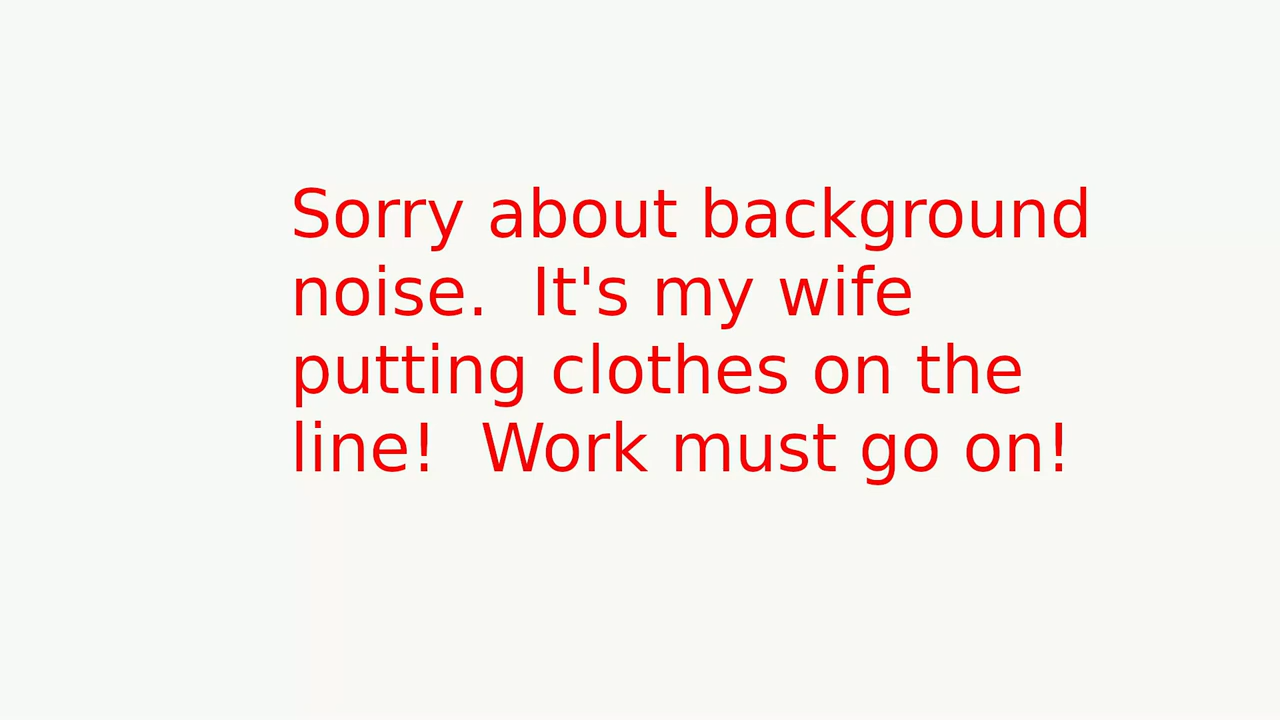 Sorry about background
noise.  It's my wife
putting clothes on the
line!  Work must go on!